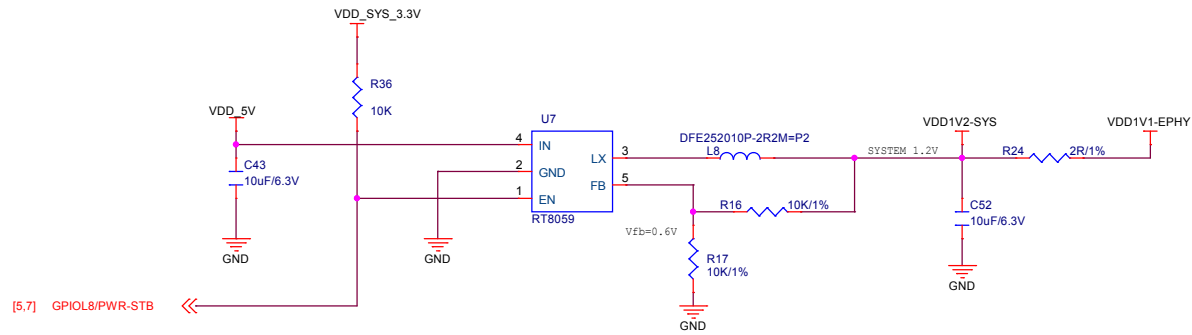 VDD_SYS_3.3V
R36
10K
VDD_5V
U7
DFE252010P-2R2M=P2
VDD1V2-SYS
VDD1V1-EPHY
4
IN
LX
3
L8
SYSTEM 1.2V
R24
2R/1%
C43
10uF/6.3V
2
GND
FB
5
1
EN
RT8059
R16
10K/1%
C52
10uF/6.3V
Vfb=0.6V
GND
GND
R17
10K/1%
GND
[5,7]
GPIOL8/PWR-STB
GND